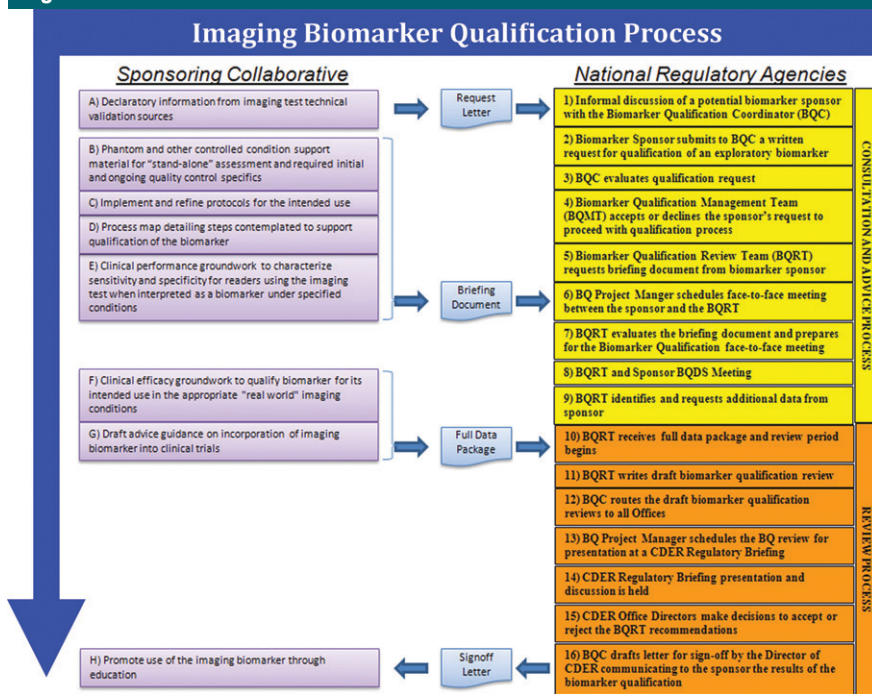 Imaging Biomarker Qualification Process
Sponsoring Collaborative
A) Declaratory information from imaging test technical
validation sources
B) Phantom and other controlled condition support
material for "stand-alone" assessment and required initial
and ongoing quality control specifics
C) Implement and refine protocols for the intended use
D) Process map detailing steps contemplated to support
qualification of the biomarker
E) Clinical performance groundwork to characterize
sensitivity and specificity for readers using the imaging
test when interpreted as a biomarker under specified
conditions
F) Clinical efficacy groundwork to qualify biomarker for its
intended use in the appropriate "real world" imaging
conditions
G) Draft advice guidance on incorporation of imaging
biomarker into clinical trials
H) Promote use of the imaging biomarker through
education
Request
Letter
Briefing
Document
Full Data
Package
Signoff
Letter
National Regulatory Agencies
1) Informal discussion of a potential biomarker sponsor
with the Biomarker Qualification Coordinator (BQC)
2) Biomarker Sponsor submits to BQC a written
request for qualification of an exploratory biomarker
3) BQC evaluates qualification request
4) Biomarker Qualification Management Team
(BQMT) accepts or declines the sponsor's request to
proceed with qualification process
5) Biomarker Qualification Review Team (BQRT)
requests briefing document from biomarker sponsor
6) BQ Project Manger schedules face-to-face meeting
between the sponsor and the BQRT
7) BQRT evaluates the briefing document and prepares
for the Biomarker Qualification face-to-face meeting
8) BQRT and Sponsor BQDS Meeting
9) BQRT identifies and requests additional data from
sponsor
10) BQRT receives full data package and review period
begins
11) BQRT writes draft biomarker qualification review
12) BQC routes the draft biomarker qualification
reviews to all Offices
13) BQ Project Manager schedules the BQ review for
presentation at a CDER Regulatory Briefing
14) CDER Regulatory Briefing presentation and
discussion is held
15) CDER Office Directors make decisions to accept or
reject the BQRT recommendations
16) BQC drafts letter for sign-off by the Director of
CDER communicating to the sponsor the results of the
biomarker qualification
CONSULTATION AND ADVICE PROCESS
REVIEW PROCESS